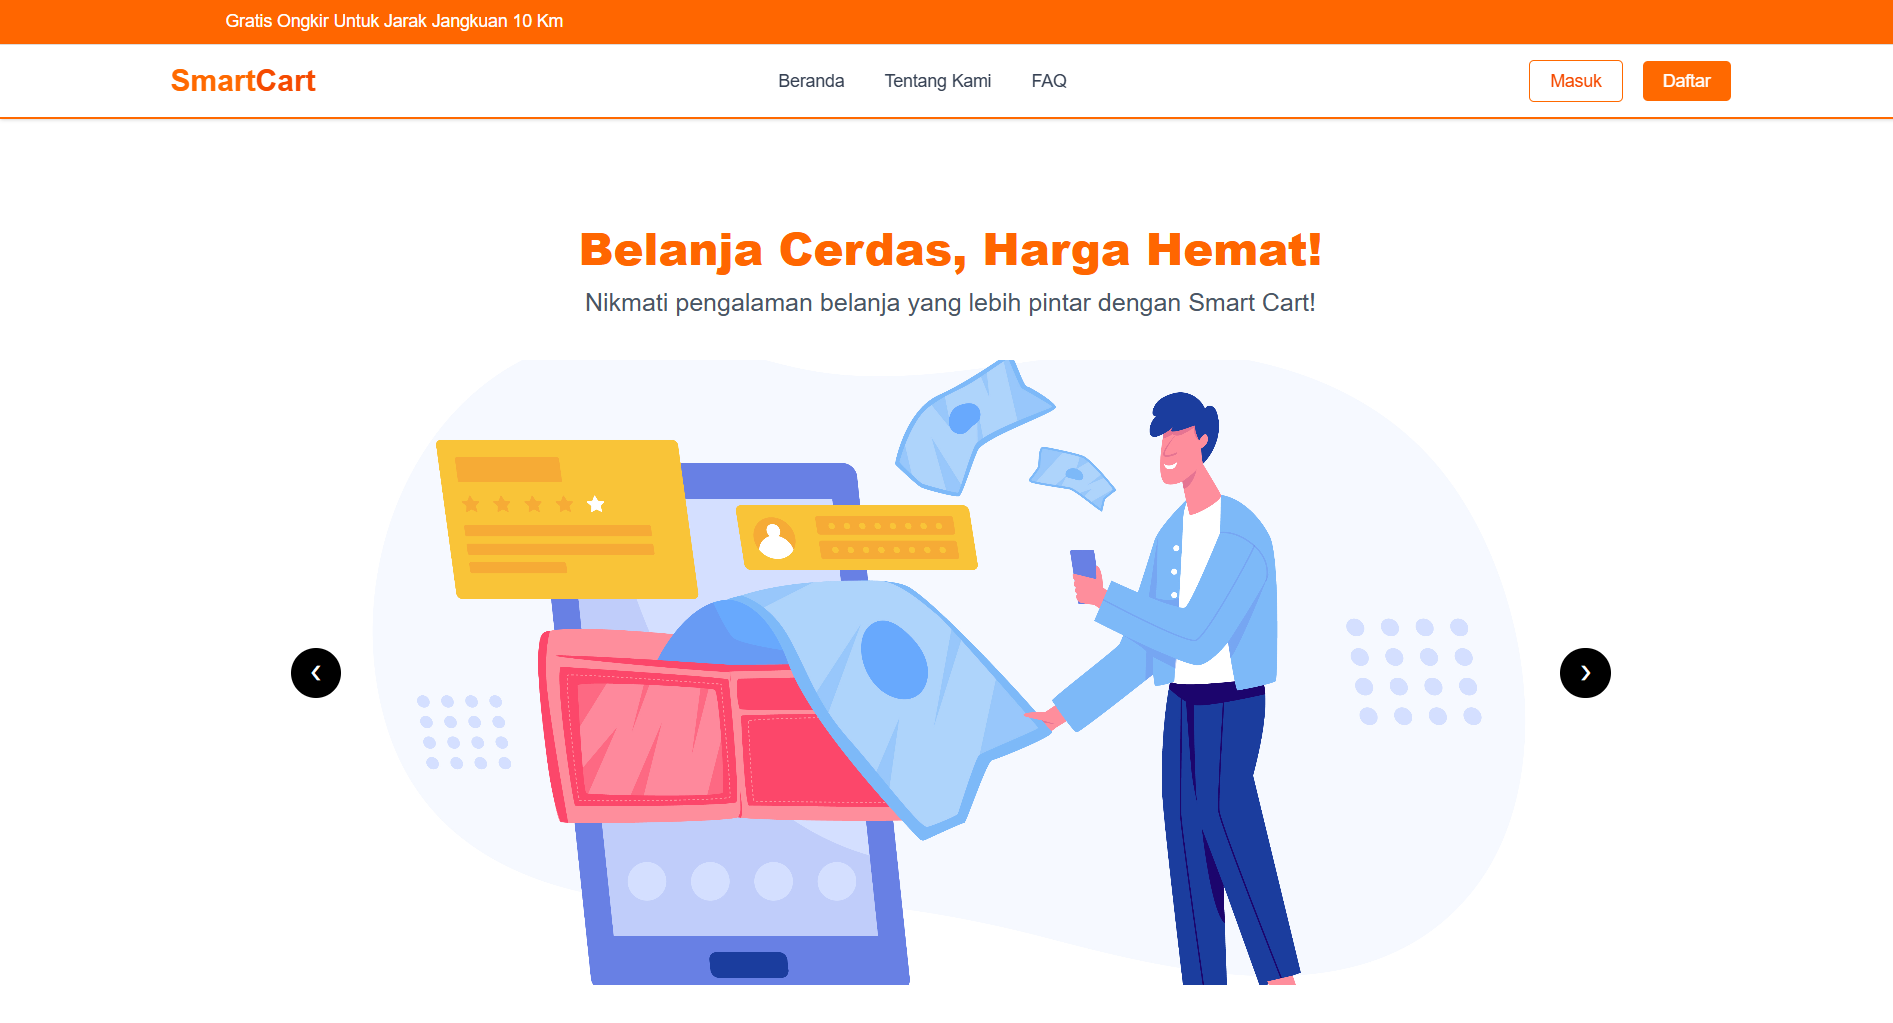 Gratis Ongkir Untuk Jarak Jangkuan 10 Km
SmartCart
Beranda
Tentang Kami
FAQ
Masuk
Daftar
Belanja Cerdas, Harga Hemat!
Nikmati pengalaman belanja yang lebih pintar dengan Smart Cart!